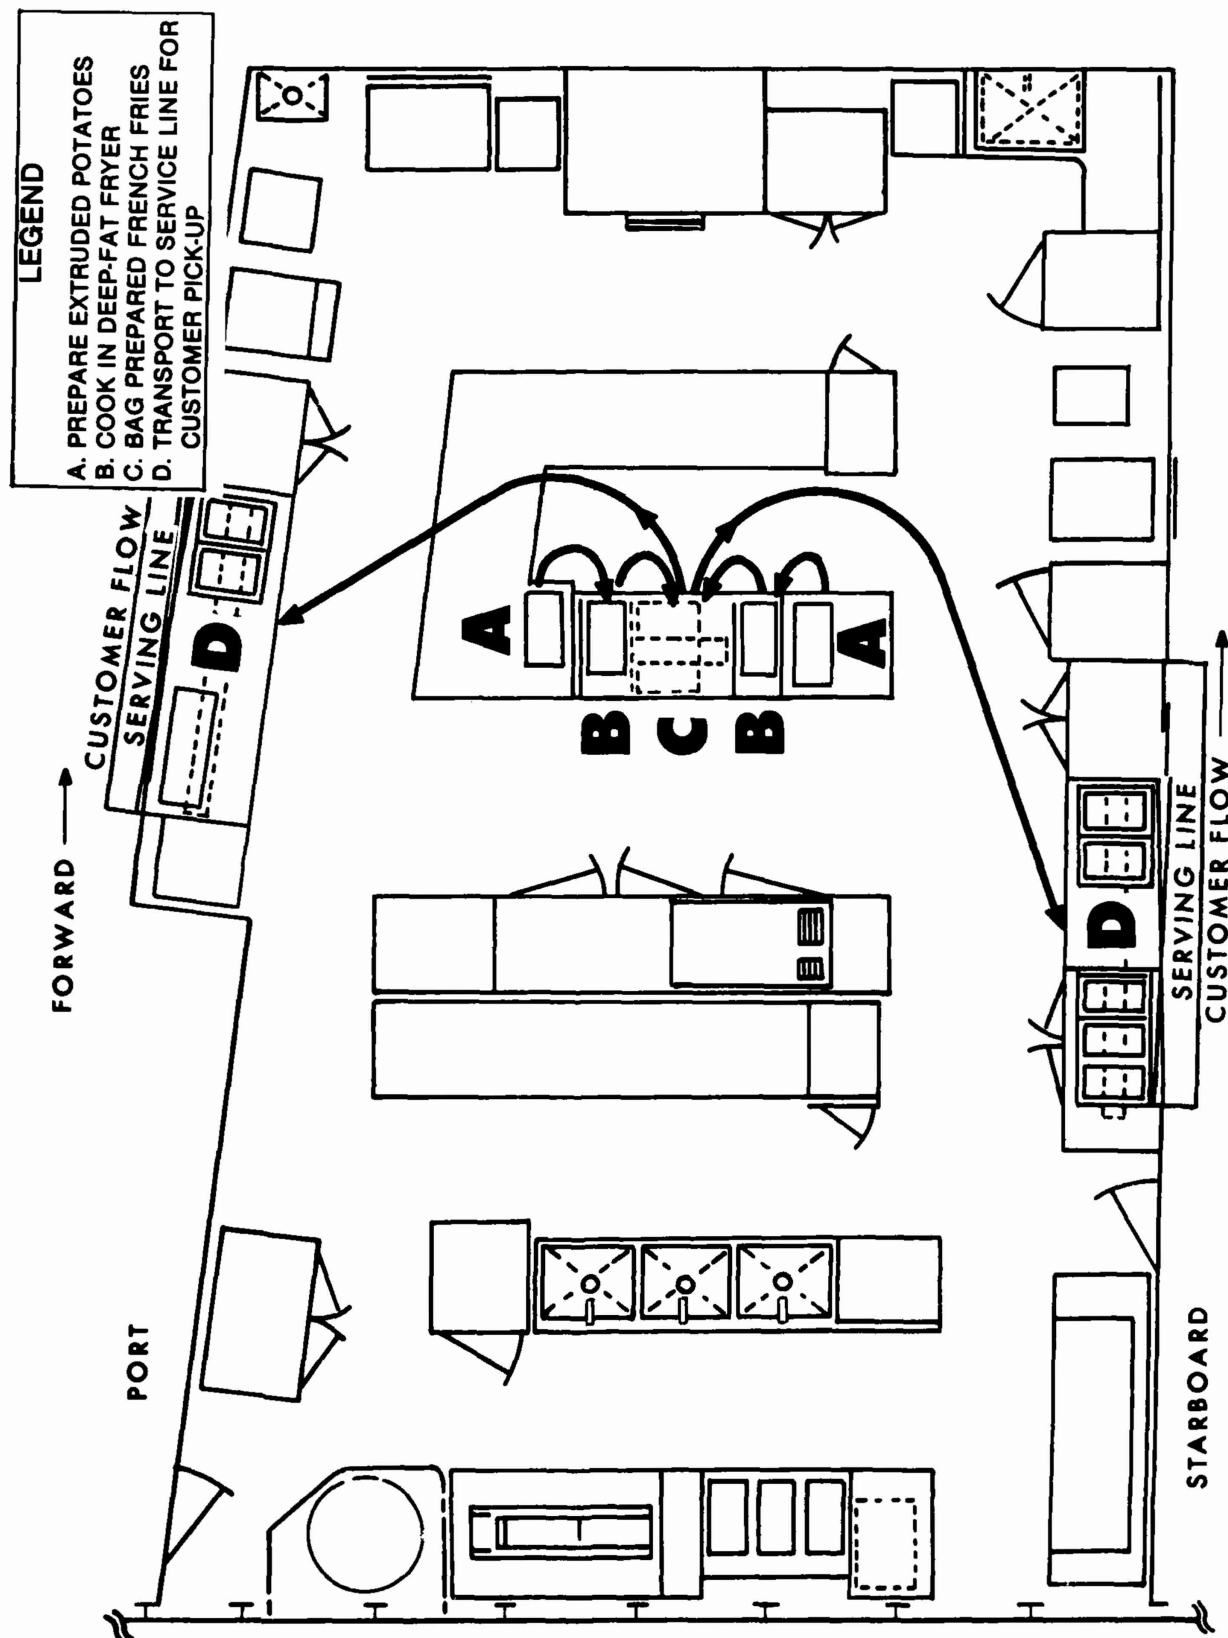 LEGEND
A. PREPARE EXTRUDED POTATOES
B. COOK IN DEEP-FAT FRYER
C. BAG PREPARED FRENCH FRIES
D. TRANSPORT TO SERVICE LINE FOR
CUSTOMER PICK-UP
FORWARD
CUSTOMER FLOW
SERVING LINE
D
PORT
A
B
C
B
A
D
SERVING LINE
CUSTOMER FLOW
STARBOARD